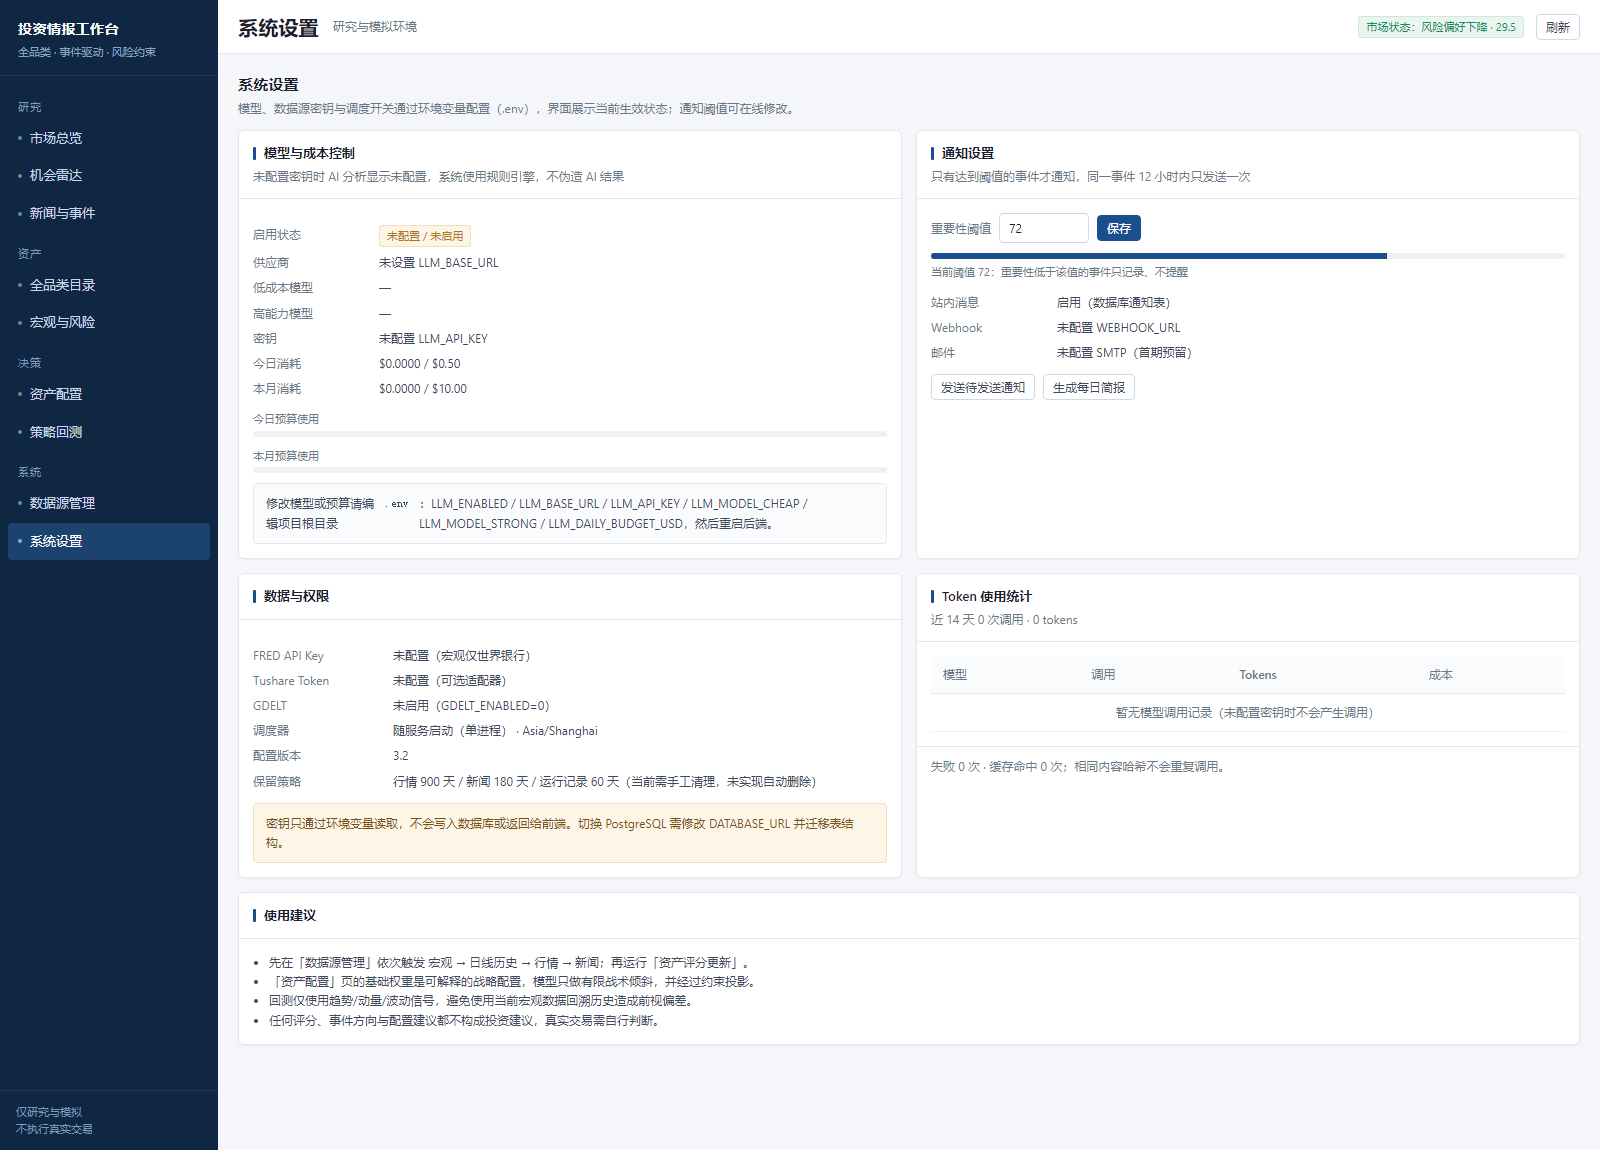 投资情报工作台
全品类 · 事件驱动 · 风险约束
研究
市场总览
机会雷达
新闻与事件
资产
全品类目录
宏观与风险
决策
资产配置
策略回测
系统
数据源管理
系统设置
仅研究与模拟
不执行真实交易
系统设置
研究与模拟环境
市场状态：风险偏好下降 · 29.5
刷新
系统设置
模型、数据源密钥与调度开关通过环境变量配置（.env），界面展示当前生效状态；通知阈值可在线修改。
模型与成本控制
未配置密钥时 AI 分析显示未配置，系统使用规则引擎，不伪造 AI 结果
启用状态
未配置 / 未启用
供应商
未设置 LLM_BASE_URL
低成本模型
—
高能力模型
—
密钥
未配置 LLM_API_KEY
今日消耗
$0.0000 / $0.50
本月消耗
$0.0000 / $10.00
今日预算使用
本月预算使用
修改模型或预算请编
辑项目根目录
.env
：LLM_ENABLED / LLM_BASE_URL / LLM_API_KEY / LLM_MODEL_CHEAP /
LLM_MODEL_STRONG / LLM_DAILY_BUDGET_USD，然后重启后端。
通知设置
只有达到阈值的事件才通知，同一事件 12 小时内只发送一次
重要性阈值
72
保存
当前阈值 72：重要性低于该值的事件只记录、不提醒
站内消息
启用（数据库通知表）
Webhook
未配置 WEBHOOK_URL
邮件
未配置 SMTP（首期预留）
发送待发送通知
生成每日简报
数据与权限
FRED API Key
未配置（宏观仅世界银行）
Tushare Token
未配置（可选适配器）
GDELT
未启用（GDELT_ENABLED=0）
调度器
随服务启动（单进程） · Asia/Shanghai
配置版本
3.2
保留策略
行情 900 天 / 新闻 180 天 / 运行记录 60 天（当前需手工清理，未实现自动删除）
密钥只通过环境变量读取，不会写入数据库或返回给前端。切换 PostgreSQL 需修改 DATABASE_URL 并迁移表结
构。
Token 使用统计
近 14 天 0 次调用 · 0 tokens
模型
调用
Tokens
成本
暂无模型调用记录（未配置密钥时不会产生调用）
失败 0 次 · 缓存命中 0 次；相同内容哈希不会重复调用。
使用建议
先在「数据源管理」依次触发 宏观 → 日线历史 → 行情 → 新闻；再运行「资产评分更新」。
「资产配置」页的基础权重是可解释的战略配置，模型只做有限战术倾斜，并经过约束投影。
回测仅使用趋势/动量/波动信号，避免使用当前宏观数据回溯历史造成前视偏差。
任何评分、事件方向与配置建议都不构成投资建议，真实交易需自行判断。